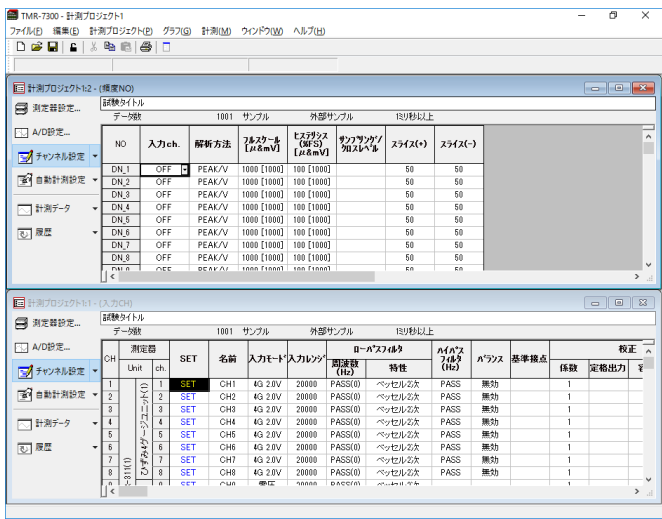 TMR-7300 - 計測プロジェクト1
ファイル(F) 編集(E) 計測プロジェクト(P) グラフ(G) 計測(M) ウィンドウ(W) ヘルプ(H)
計測プロジェクト1:2 - (頻度NO)
測定器設定...
A/D設定...
チャンネル設定
自動計測設定
計測データ
履歴
試験タイトル
データ数 1001 サンプル 外部サンプル 1ミリ秒以上
NO 入力ch. 解析方法 フルスケール [μ&mV] ヒステリシス (%FS) [μ&mV] スライス(+) スライス(-)
DN_1 OFF PEAK/V 1000 [1000] 100 [1000] 50 50
DN_2 OFF PEAK/V 1000 [1000] 100 [1000] 50 50
DN_3 OFF PEAK/V 1000 [1000] 100 [1000] 50 50
DN_4 OFF PEAK/V 1000 [1000] 100 [1000] 50 50
DN_5 OFF PEAK/V 1000 [1000] 100 [1000] 50 50
DN_6 OFF PEAK/V 1000 [1000] 100 [1000] 50 50
DN_7 OFF PEAK/V 1000 [1000] 100 [1000] 50 50
DN_8 OFF PEAK/V 1000 [1000] 100 [1000] 50 50
計測プロジェクト1:1 - [入力CH]
測定器設定...
A/D設定...
チャンネル設定
自動計測設定
計測データ
履歴
試験タイトル
データ数 1001 サンプル 外部サンプル 1ミリ秒以上
CH 測定器 SET 名前 入力モード 入力レンジ ローパスフィルタ ハイパスフィルタ (Hz) バランス 基準接点 校正
Unit ch. 周波数 (Hz) 特性 係数 定格出力
ひずみ4ゲージユニット(1)
1 1 SET CH1 4G 2.0V 20000 PASS(0) ベッセル2次 PASS 無効 1
2 2 SET CH2 4G 2.0V 20000 PASS(0) ベッセル2次 PASS 無効 1
3 3 SET CH3 4G 2.0V 20000 PASS(0) ベッセル2次 PASS 無効 1
4 4 SET CH4 4G 2.0V 20000 PASS(0) ベッセル2次 PASS 無効 1
5 5 SET CH5 4G 2.0V 20000 PASS(0) ベッセル2次 PASS 無効 1
6 6 SET CH6 4G 2.0V 20000 PASS(0) ベッセル2次 PASS 無効 1
7 7 SET CH7 4G 2.0V 20000 PASS(0) ベッセル2次 PASS 無効 1
8 8 SET CH8 4G 2.0V 20000 PASS(0) ベッセル2次 PASS 無効 1
-311(1)